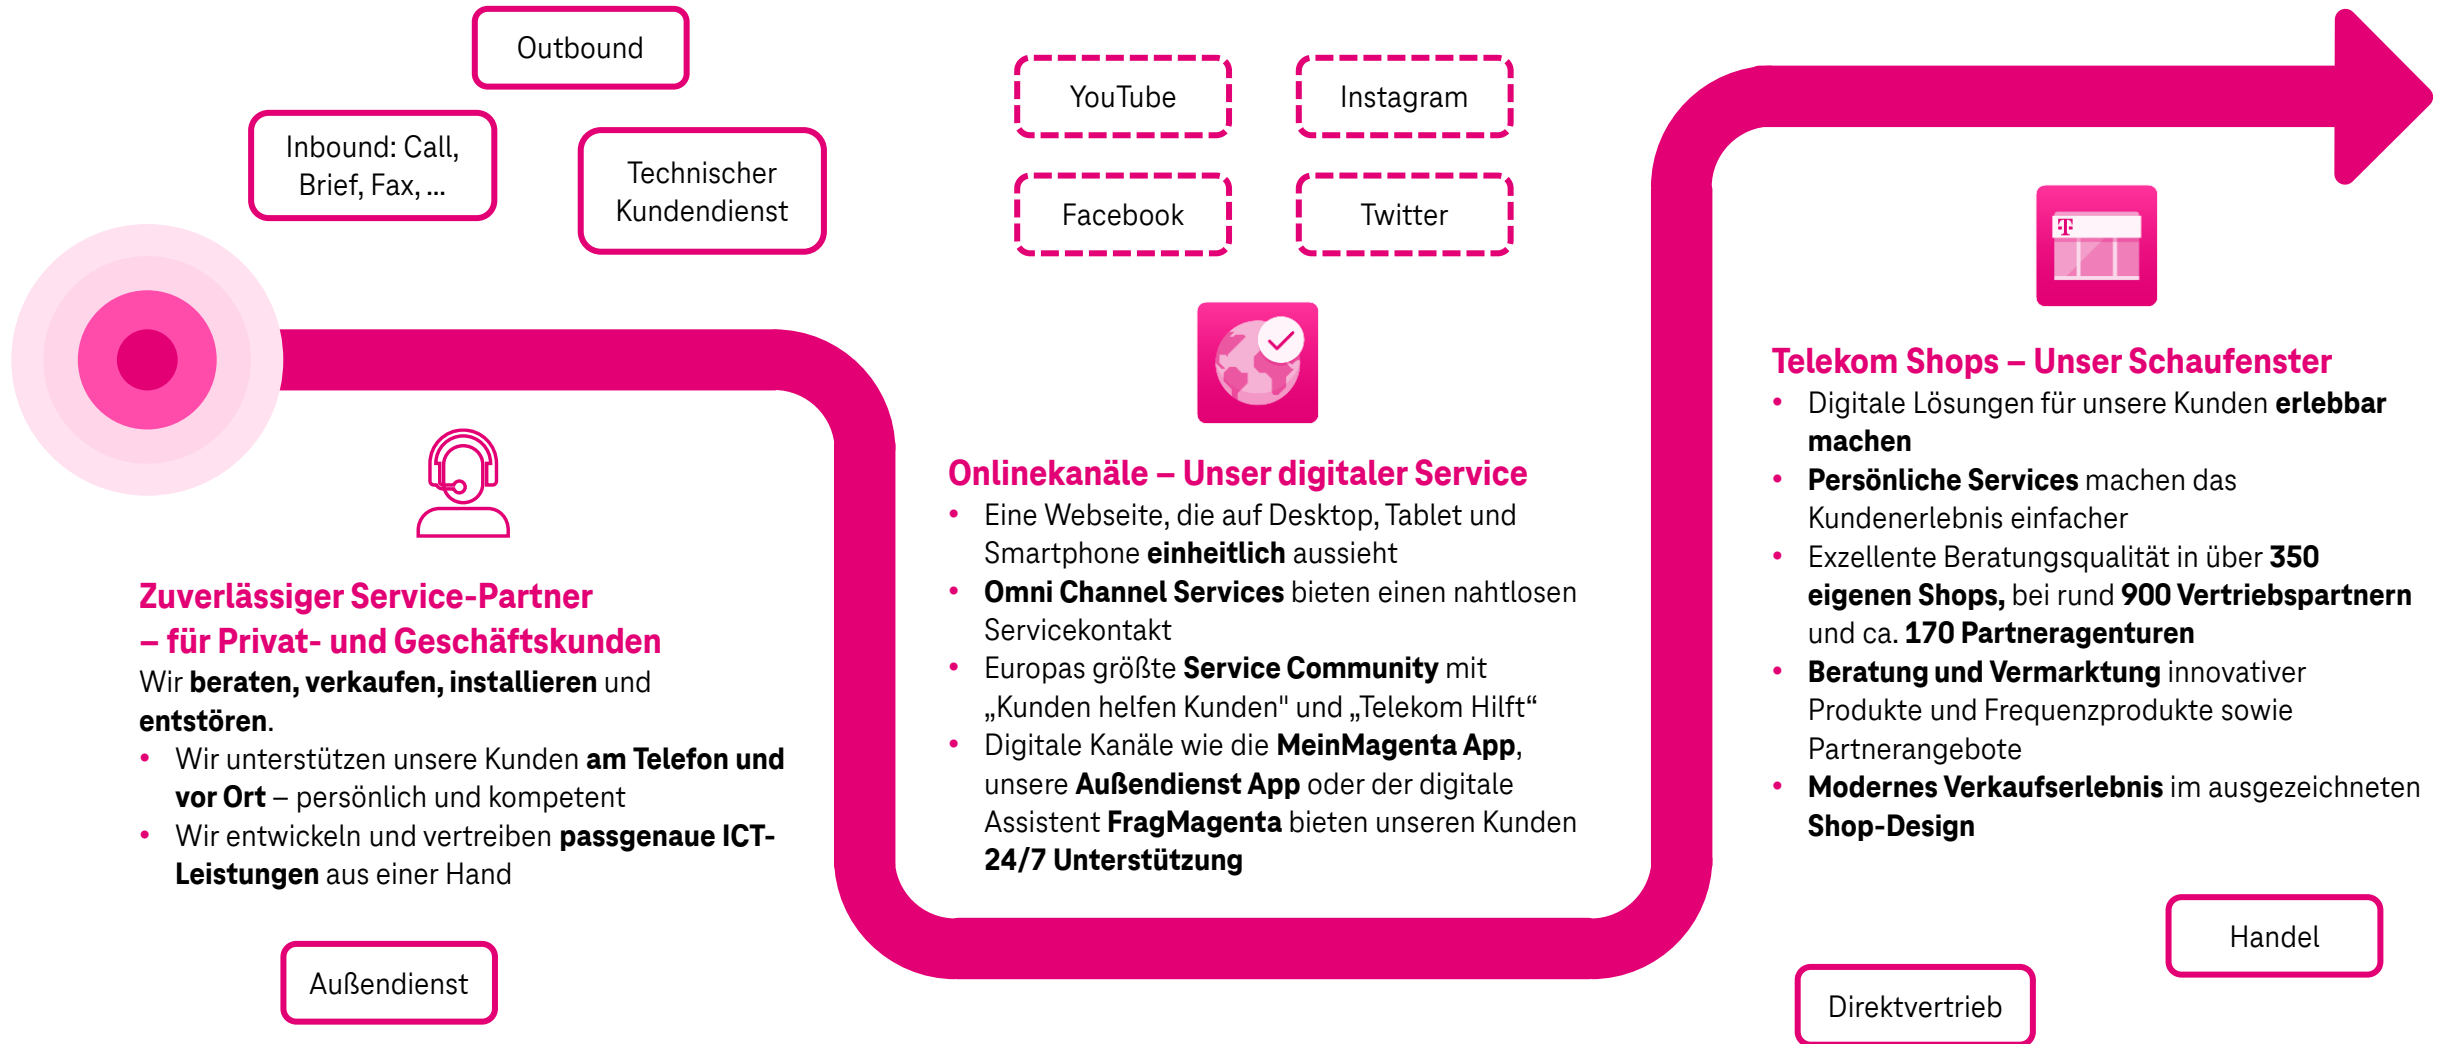 Outbound
Inbound: Call,
Brief, Fax, ...
Technischer
Kundendienst
Zuverlässiger Service-Partner
– für Privat- und Geschäftskunden
Wir beraten, verkaufen, installieren und
entstören.
• Wir unterstützen unsere Kunden am Telefon und
vor Ort – persönlich und kompetent
• Wir entwickeln und vertreiben passgenaue ICT-
Leistungen aus einer Hand
Außendienst
YouTube
Instagram
Facebook
Twitter
Onlinekanäle – Unser digitaler Service
• Eine Webseite, die auf Desktop, Tablet und
Smartphone einheitlich aussieht
• Omni Channel Services bieten einen nahtlosen
Servicekontakt
• Europas größte Service Community mit
„Kunden helfen Kunden" und „Telekom Hilft“
• Digitale Kanäle wie die MeinMagenta App,
unsere Außendienst App oder der digitale
Assistent FragMagenta bieten unseren Kunden
24/7 Unterstützung
T
Telekom Shops – Unser Schaufenster
• Digitale Lösungen für unsere Kunden erlebbar
machen
• Persönliche Services machen das
Kundenerlebnis einfacher
• Exzellente Beratungsqualität in über 350
eigenen Shops, bei rund 900 Vertriebspartnern
und ca. 170 Partneragenturen
• Beratung und Vermarktung innovativer
Produkte und Frequenzprodukte sowie
Partnerangebote
• Modernes Verkaufserlebnis im ausgezeichneten
Shop-Design
Handel
Direktvertrieb